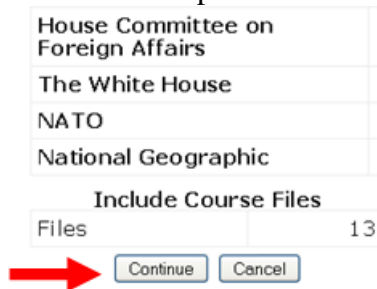 House Committee on
Foreign Affairs
The White House
NATO
National Geographic
Include Course Files
Files 13
Continue Cancel